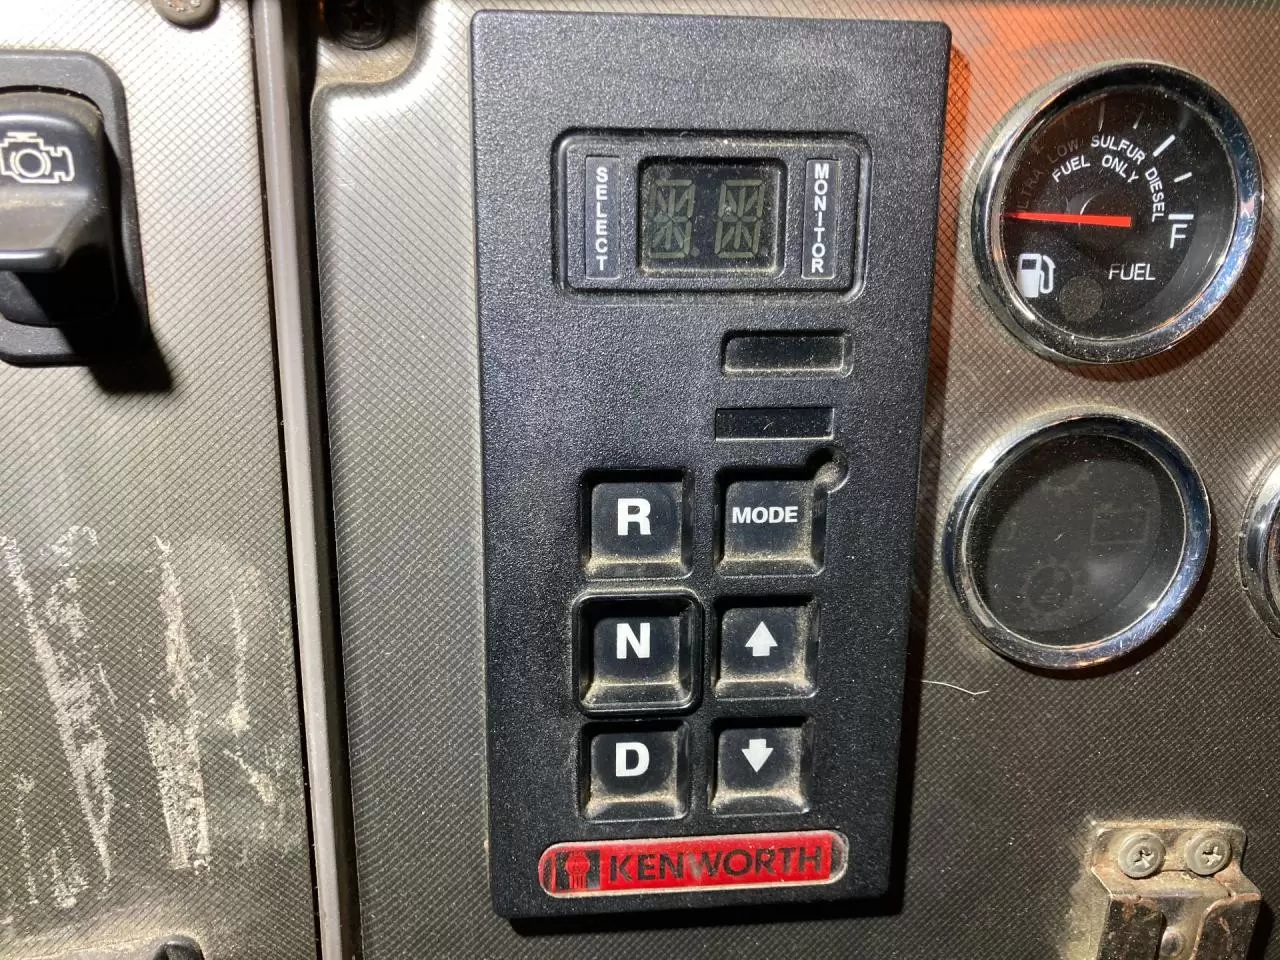 SELECT
MONITOR
ULTRA LOW SULFUR DIESEL
FUEL ONLY
F
FUEL
R
MODE
N
D
KENWORTH